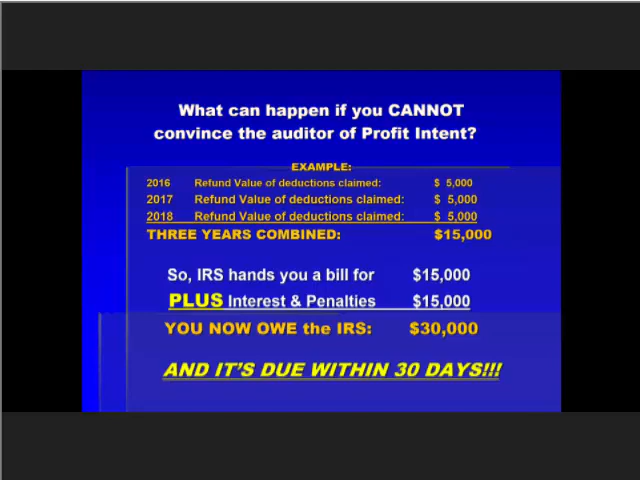 What can happen if you CANNOT
convince the auditor of Profit Intent?
EXAMPLE:
2016 Refund Value of deductions claimed: $ 5,000
2017 Refund Value of deductions claimed: $ 5,000
2018 Refund Value of deductions claimed: $ 5,000
THREE YEARS COMBINED: $15,000
So, IRS hands you a bill for $15,000
PLUS Interest & Penalties $15,000
YOU NOW OWE the IRS: $30,000
AND IT'S DUE WITHIN 30 DAYS!!!